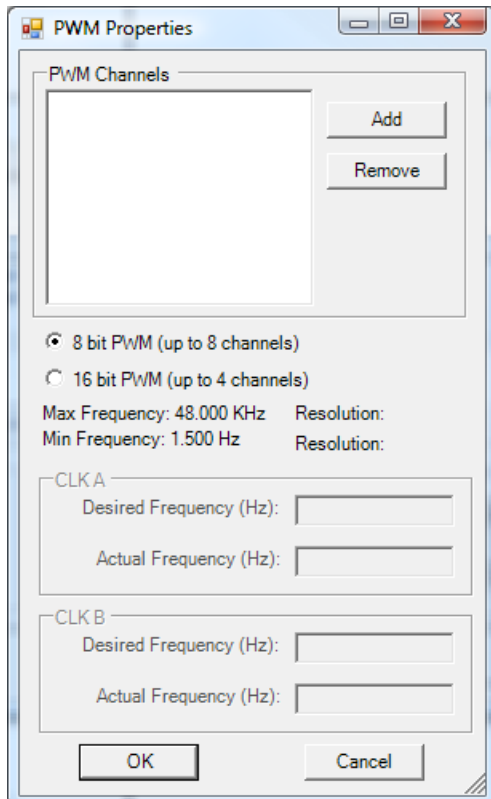 PWM Properties
PWM Channels
Add
Remove
8 bit PWM (up to 8 channels)
16 bit PWM (up to 4 channels)
Max Frequency: 48.000 KHz Resolution:
Min Frequency: 1.500 Hz Resolution:
CLK A
Desired Frequency (Hz):
Actual Frequency (Hz):
CLK B
Desired Frequency (Hz):
Actual Frequency (Hz):
OK Cancel